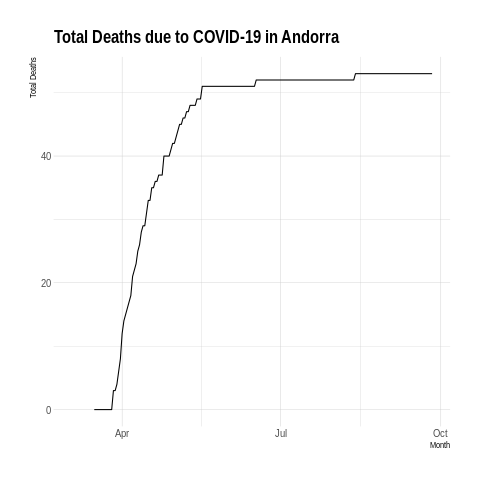 Total Deaths due to COVID-19 in Andorra
Total Deaths
40
20
0
Apr Jul Oct
Month